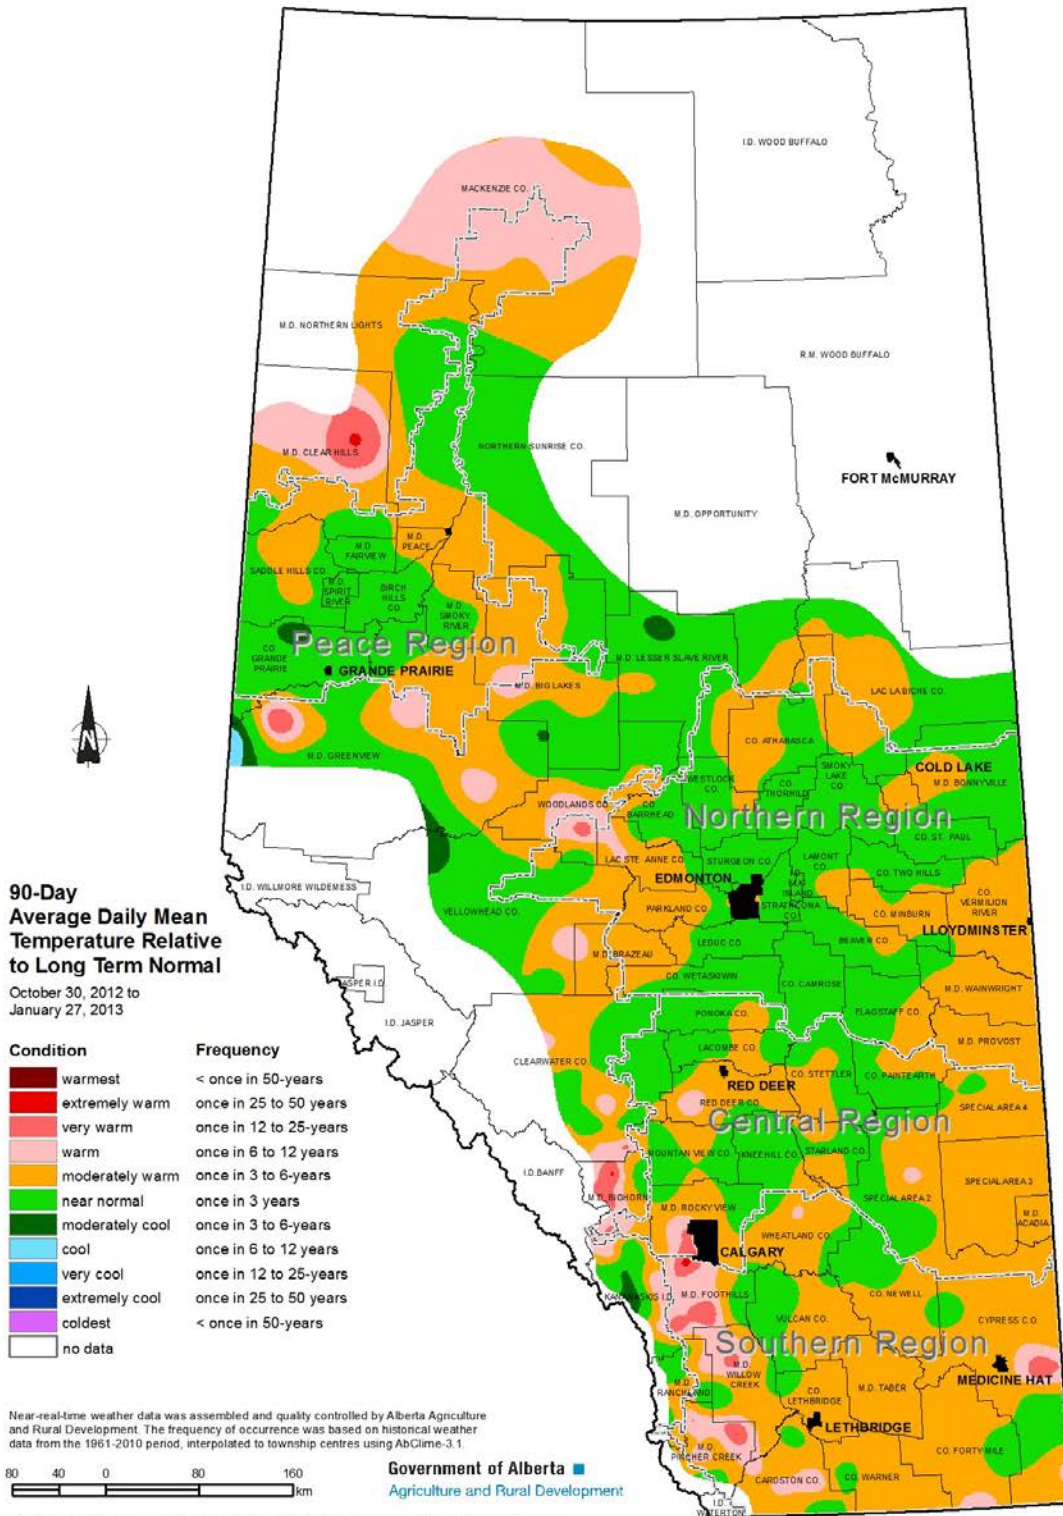 I.D. WOOD BUFFALO
MACKENZIE CO.
M.D. NORTHERN LIGHTS
R.M. WOOD BUFFALO
M.D. CLEAR HILLS
NORTHERN SUNRISE CO.
FORT McMURRAY
M.D. OPPORTUNITY
M.D.
PEACE
M.D.
FAIRVIEW
SADDLE HILLS CO.
M.D.
SPIRIT
RIVER
BIRCH
HILLS
CO.
M.D.
SMOKY
RIVER
Peace Region
CO.
GRANDE
PRAIRIE
GRANDE PRAIRIE
M.D. LESSER SLAVE RIVER
M.D. BIG LAKES
LAC LA BICHE CO.
N
M.D. GREENVIEW
CO. ATHABASCA
COLD LAKE
M.D. BONNYVILLE
WESTLOCK
CO.
SMOKY
LAKE
CO.
CO.
THORHILD
WOODLANDS CO.
CO.
BARRHEAD
Northern Region
CO. ST. PAUL
LAC STE. ANNE CO.
STURGEON CO.
LAMONT
CO.
CO. TWO HILLS
EDMONTON
ISLAND
STRATHCONA
CO.
I.D. WILLMORE WILDERNESS
YELLOWHEAD CO.
PARKLAND CO.
CO. MINBURN
CO.
VERMILION
RIVER
LLOYDMINSTER
LEDUC CO.
BEAVER CO.
M.D. BRAZEAU
CO. WETASKIWIN
CO. CAMROSE
M.D. WAINWRIGHT
90-Day
Average Daily Mean
Temperature Relative
to Long Term Normal
October 30, 2012 to
January 27, 2013
JASPER I.D.
I.D. JASPER
PONOKA CO.
FLAGSTAFF CO.
M.D. PROVOST
CLEARWATER CO.
LACOMBE CO.
CO. STETTLER
CO. PAINTEARTH
RED DEER
RED DEER CO.
SPECIAL AREA 4
Central Region
MOUNTAIN VIEW CO.
KNEEHILL CO.
STARLAND CO.
I.D. BANFF
M.D. BIGHORN
SPECIAL AREA 2
SPECIAL AREA 3
M.D. ROCKY VIEW
M.D.
ACADIA
WHEATLAND CO.
CALGARY
KANANASKIS I.D.
M.D. FOOTHILLS
CO. NEWELL
VULCAN CO.
CYPRESS CO.
Southern Region
M.D.
WILLOW
CREEK
MEDICINE HAT
M.D.
RANCHLAND
CO.
LETHBRIDGE
M.D. TABER
LETHBRIDGE
M.D.
PINCHER CREEK
CO. FORTY MILE
CARDSTON CO.
CO. WARNER
I.D. 4
WATERTON
Condition Frequency
warmest < once in 50-years
extremely warm once in 25 to 50 years
very warm once in 12 to 25-years
warm once in 6 to 12 years
moderately warm once in 3 to 6-years
near normal once in 3 years
moderately cool once in 3 to 6-years
cool once in 6 to 12 years
very cool once in 12 to 25-years
extremely cool once in 25 to 50 years
coldest < once in 50-years
no data
Near-real-time weather data was assembled and quality controlled by Alberta Agriculture
and Rural Development. The frequency of occurrence was based on historical weather
data from the 1961-2010 period, interpolated to township centres using AbClime-3.1.
80 40 0 80 160
km
Government of Alberta
Agriculture and Rural Development